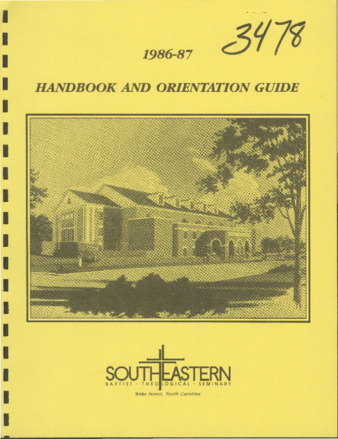 3478
1986-87
HANDBOOK AND ORIENTATION GUIDE
SOUTHEASTERN
BAPTIST · THEOLOGICAL · SEMINARY
Wake Forest, North Carolina